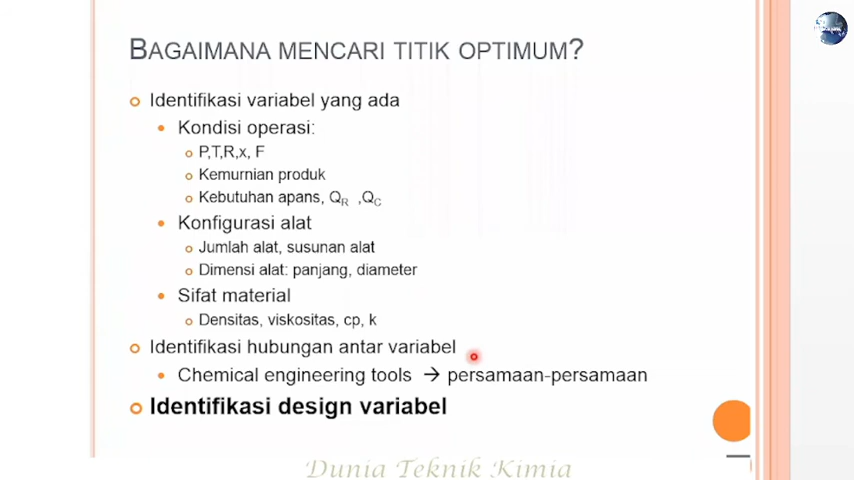 BAGAIMANA MENCARI TITIK OPTIMUM?
Identifikasi variabel yang ada
Kondisi operasi:
P,T,R,x, F
Kemurnian produk
Kebutuhan apans, QR ,QC
Konfigurasi alat
Jumlah alat, susunan alat
Dimensi alat: panjang, diameter
Sifat material
Densitas, viskositas, cp, k
Identifikasi hubungan antar variabel
Chemical engineering tools → persamaan-persamaan
Identifikasi design variabel
Dunia Teknik Kimia